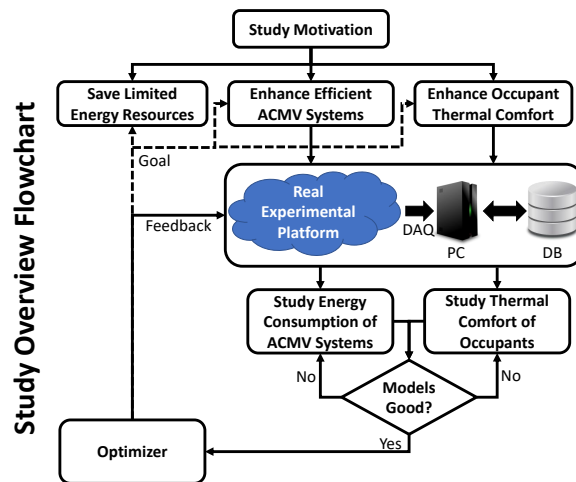 Study Overview Flowchart
Study Motivation
Save Limited
Energy Resources
Enhance Efficient
ACMV Systems
Enhance Occupant
Thermal Comfort
Goal
Real
Experimental
Platform
Feedback
DAQ
PC
DB
Study Energy
Consumption of
ACMV Systems
Study Thermal
Comfort of
Occupants
No
Models
Good?
No
Yes
Optimizer